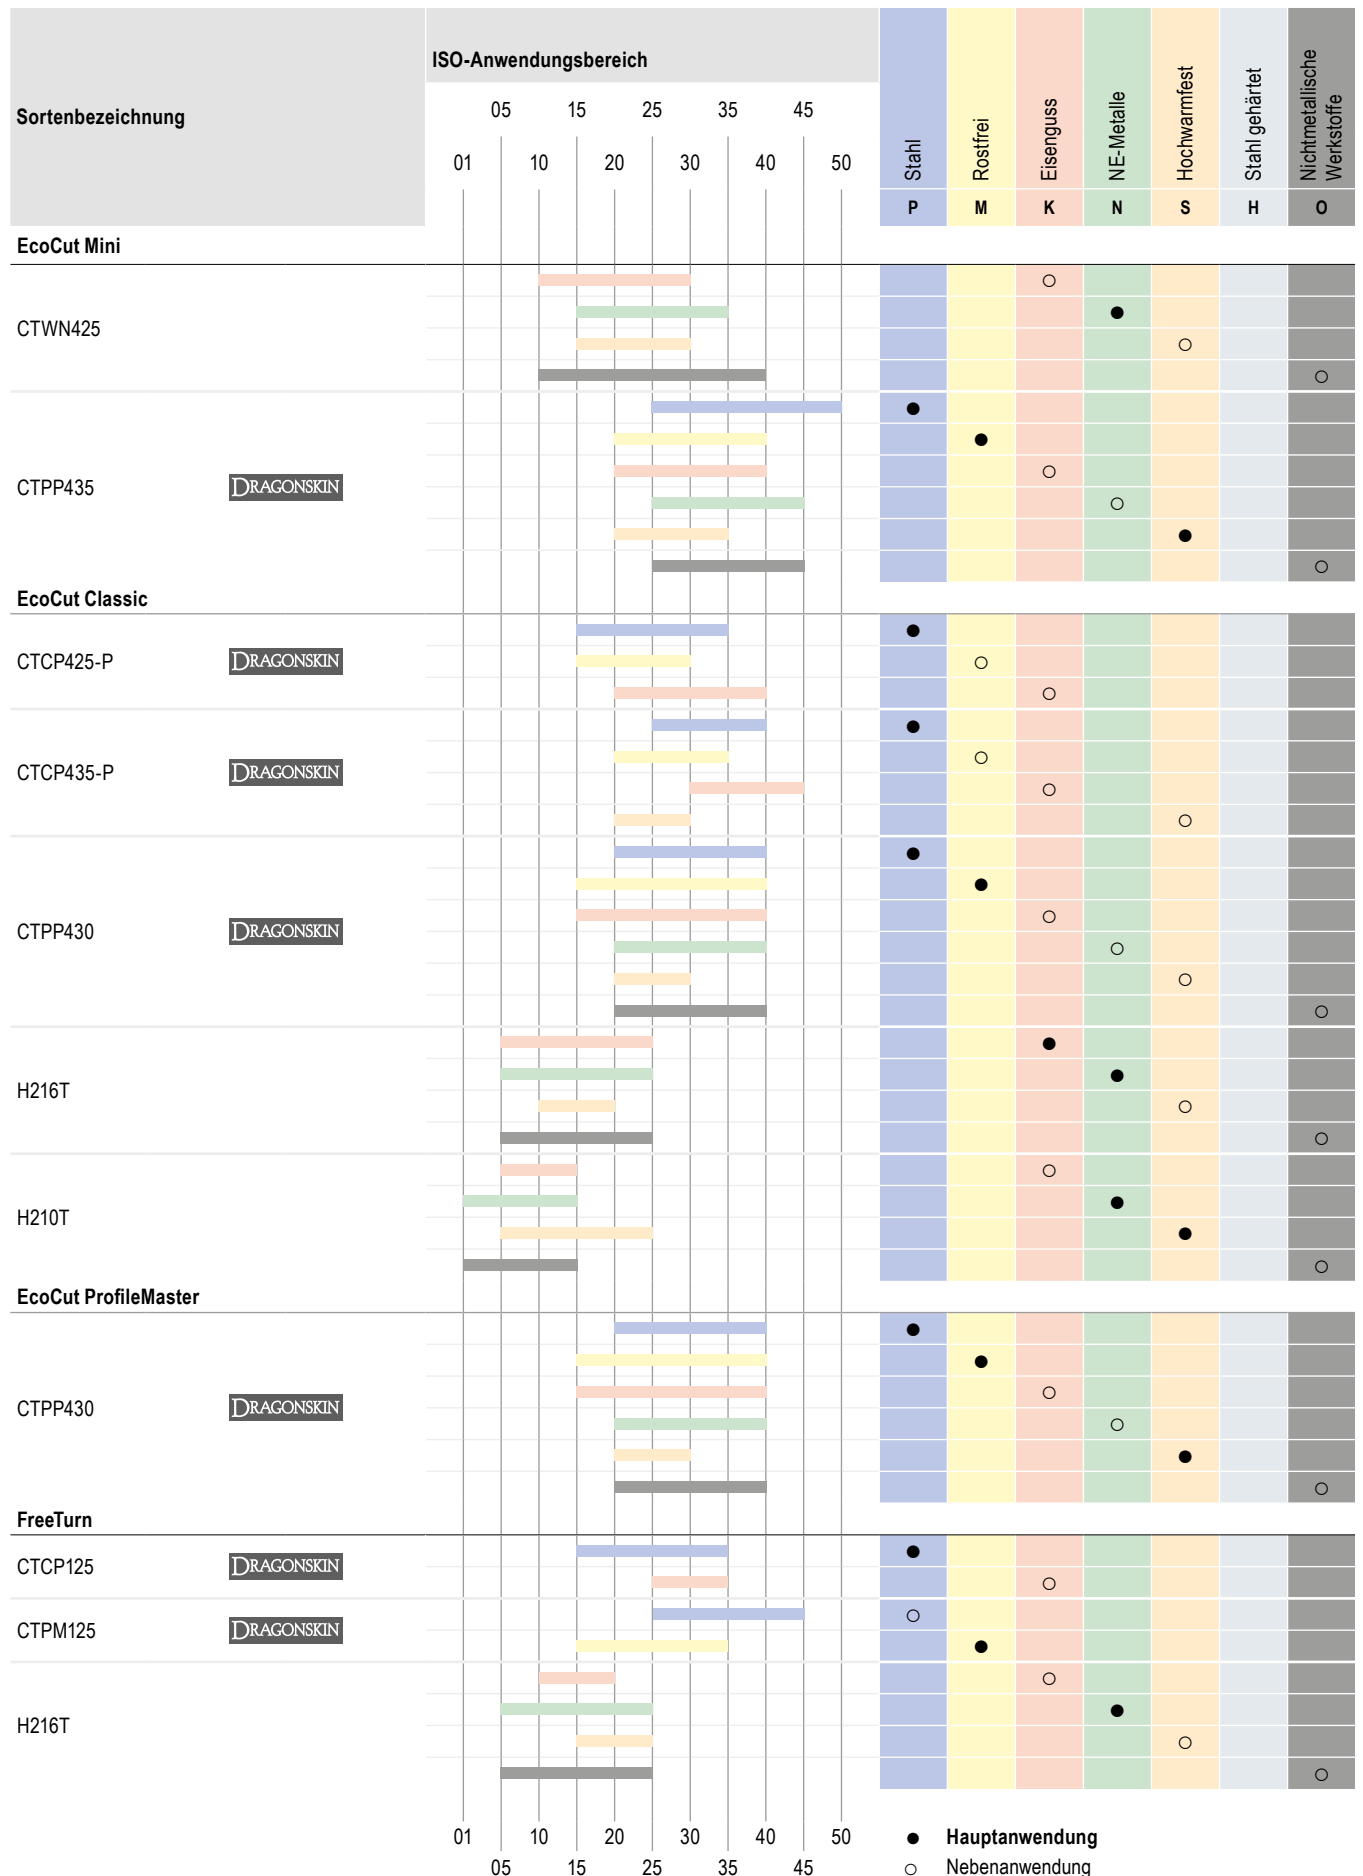 ISO-Anwendungsbereich
Sortenbezeichnung
05 15 25 35 45
01 10 20 30 40 50
Stahl
Rostfrei
Eisenguss
NE-Metalle
Hochwarmfest
Stahl gehärtet
Nichtmetallische
Werkstoffe
P M K N S H O
EcoCut Mini
CTWN425
CTPP435 DRAGONSKIN
EcoCut Classic
CTCP425-P DRAGONSKIN
CTCP435-P DRAGONSKIN
CTPP430 DRAGONSKIN
H216T
H210T
EcoCut ProfileMaster
CTPP430 DRAGONSKIN
FreeTurn
CTCP125 DRAGONSKIN
CTPM125 DRAGONSKIN
H216T
01 10 20 30 40 50
05 15 25 35 45
● Hauptanwendung
○ Nebenanwendung